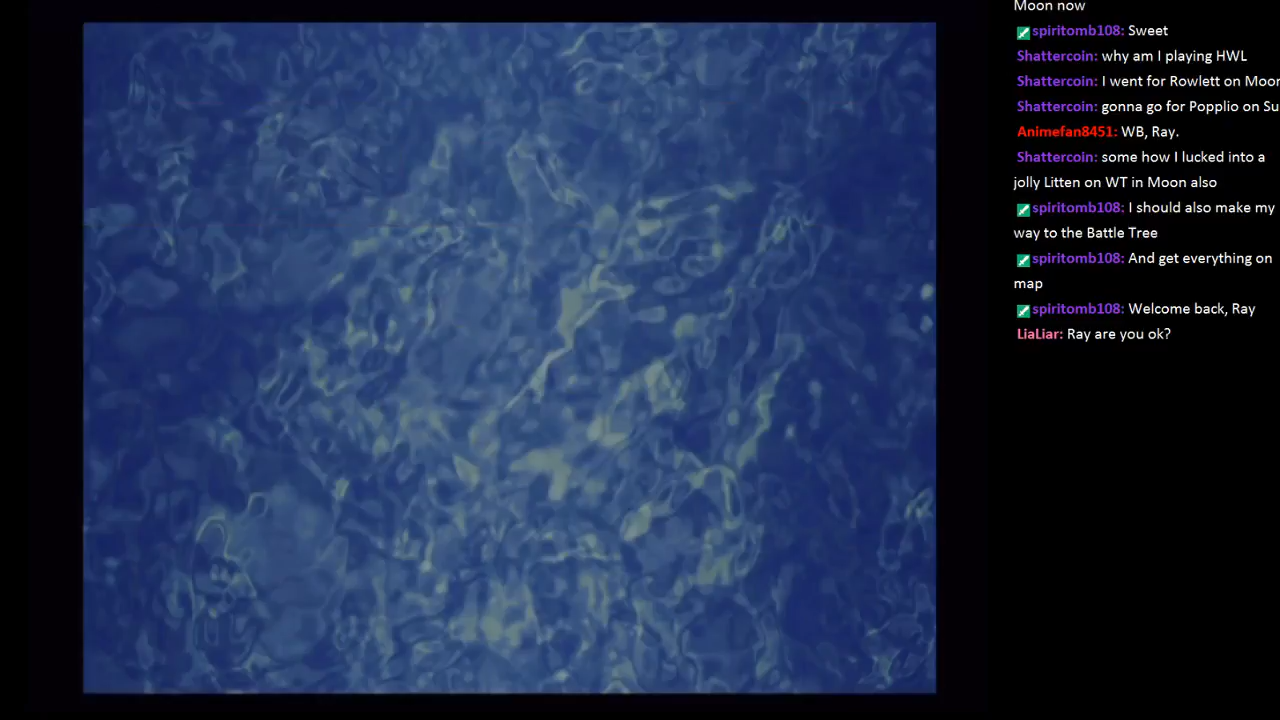 Moon now
spiritomb108: Sweet
Shattercoin: why am I playing HWL
Shattercoin: I went for Rowlett on Moon
Shattercoin: gonna go for Popplio on Su
Animefan8451: WB, Ray.
Shattercoin: some how I lucked into a
jolly Litten on WT in Moon also
spiritomb108: I should also make my
way to the Battle Tree
spiritomb108: And get everything on
map
spiritomb108: Welcome back, Ray
LiaLiar: Ray are you ok?